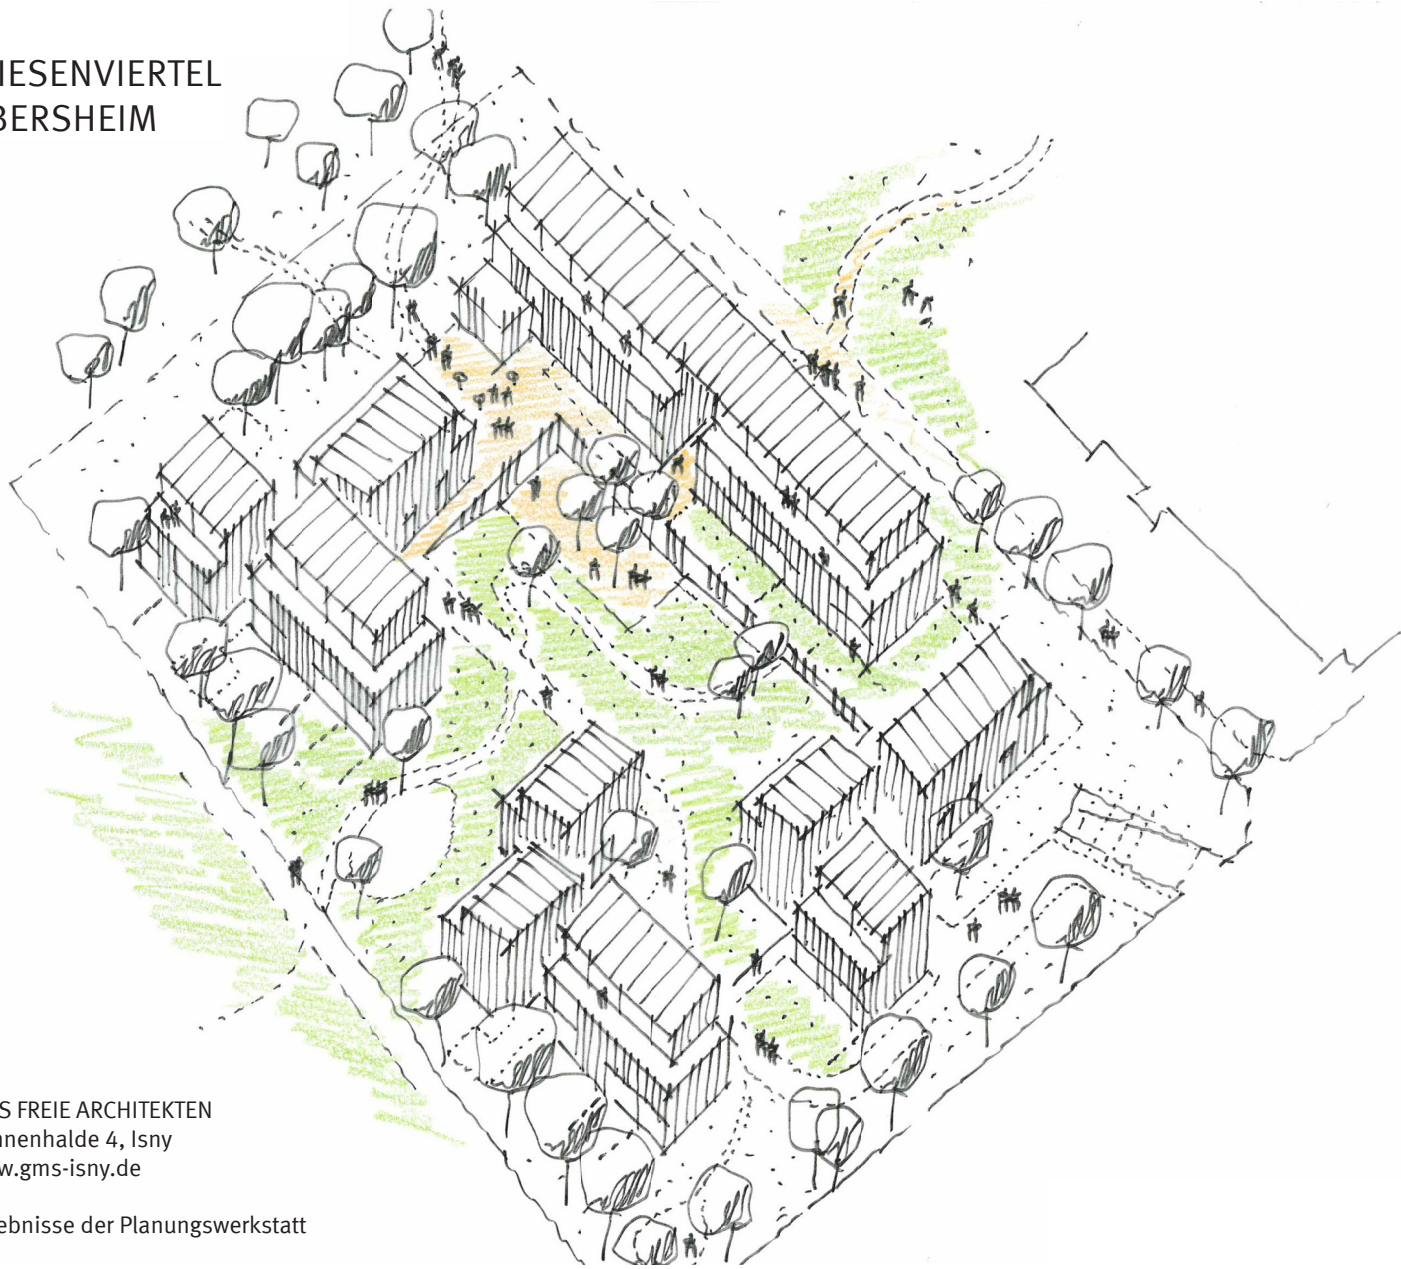 IESENVIERTEL
BERSHEIM
S FREIE ARCHITEKTEN
nnenhalde 4, Isny
w.gms-isny.de
ebnisse der Planungswerkstatt